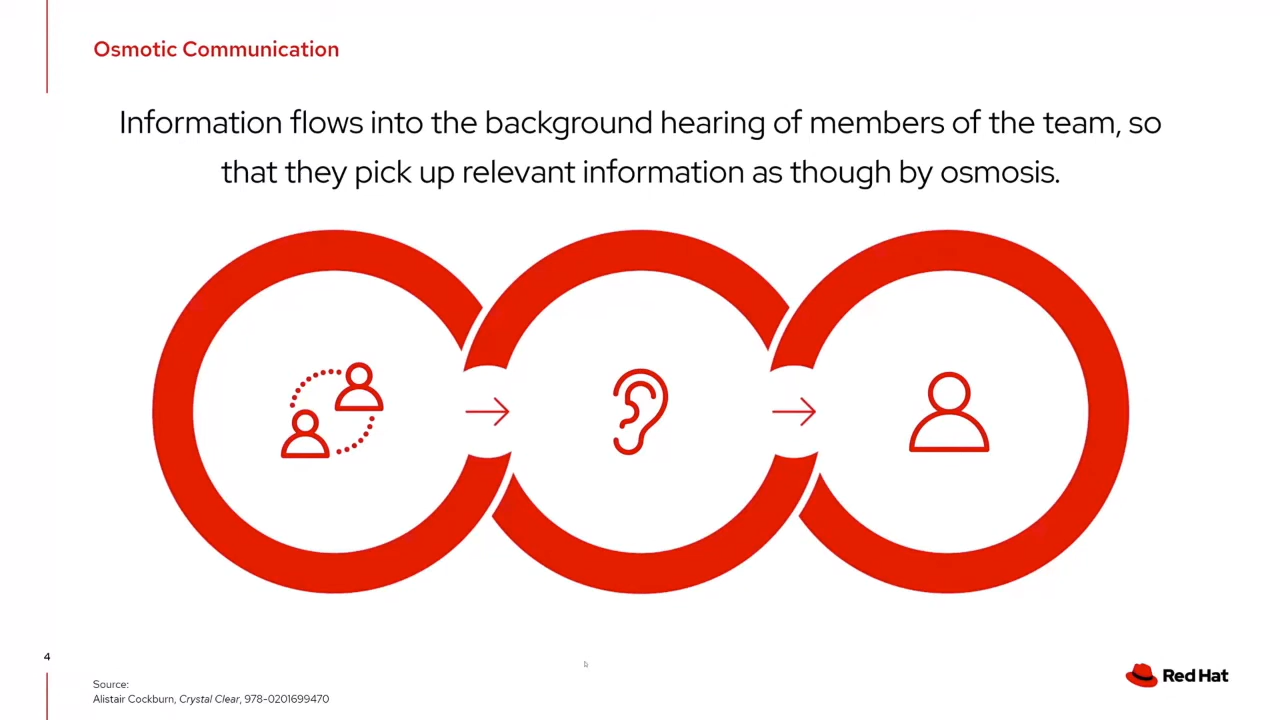 Osmotic Communication
Information flows into the background hearing of members of the team, so
that they pick up relevant information as though by osmosis.
4
Source:
Alistair Cockburn, Crystal Clear, 978-0201699470
Red Hat